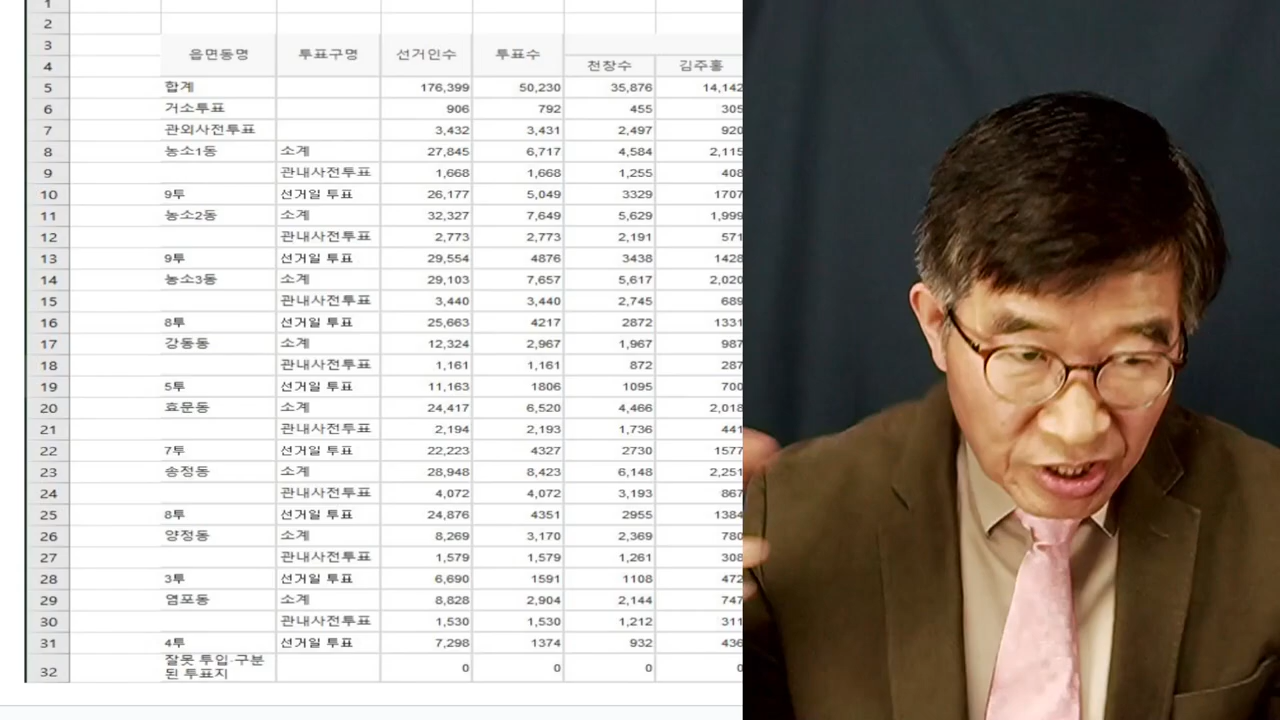 1
2
3 읍면동명 투표구명 선거인수 투표수
4 천창수 김주홍
5 합계 176,399 50,230 35,876 14,142
6 거소투표 906 792 455 305
7 관외사전투표 3,432 3,431 2,497 920
8 농소1동 소계 27,845 6,717 4,584 2,115
9 관내사전투표 1,668 1,668 1,255 408
10 9투 선거일 투표 26,177 5,049 3329 1707
11 농소2동 소계 32,327 7,649 5,629 1,999
12 관내사전투표 2,773 2,773 2,191 571
13 9투 선거일 투표 29,554 4876 3438 1428
14 농소3동 소계 29,103 7,657 5,617 2,020
15 관내사전투표 3,440 3,440 2,745 689
16 8투 선거일 투표 25,663 4217 2872 1331
17 강동동 소계 12,324 2,967 1,967 987
18 관내사전투표 1,161 1,161 872 287
19 5투 선거일 투표 11,163 1806 1095 700
20 효문동 소계 24,417 6,520 4,466 2,018
21 관내사전투표 2,194 2,193 1,736 441
22 7투 선거일 투표 22,223 4327 2730 1577
23 송정동 소계 28,948 8,423 6,148 2,251
24 관내사전투표 4,072 4,072 3,193 867
25 8투 선거일 투표 24,876 4351 2955 1384
26 양정동 소계 8,269 3,170 2,369 780
27 관내사전투표 1,579 1,579 1,261 308
28 3투 선거일 투표 6,690 1591 1108 472
29 염포동 소계 8,828 2,904 2,144 747
30 관내사전투표 1,530 1,530 1,212 311
31 4투 선거일 투표 7,298 1374 932 436
잘못 투입·구분
32 된 투표지 0 0 0 0